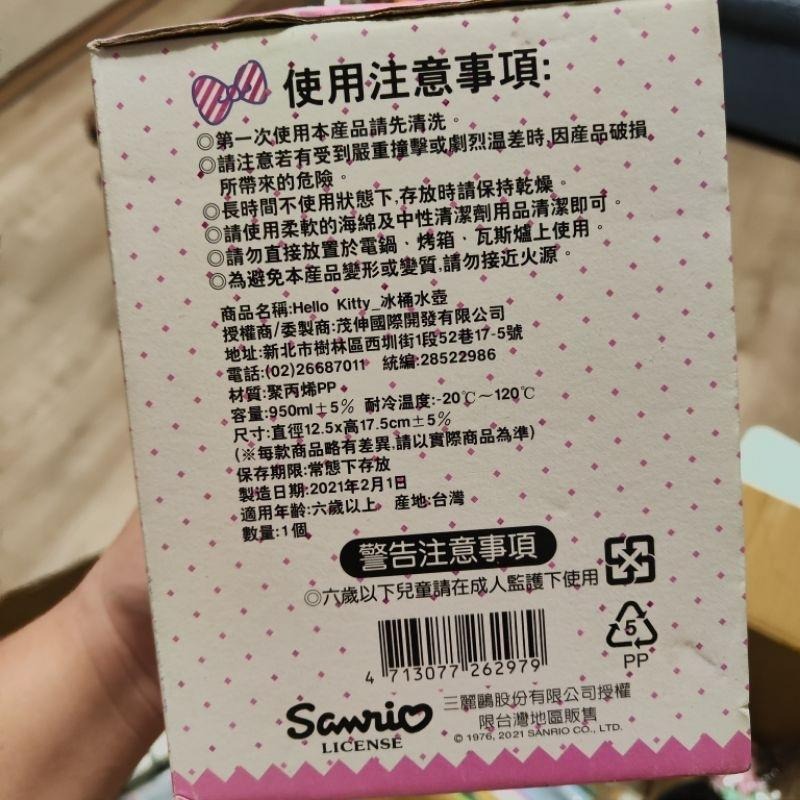 使用注意事項:
◎第一次使用本産品請先清洗。
◎請注意若有受到嚴重撞擊或劇烈溫差時,因産品破損
所帶來的危險。
◎長時間不使用狀態下,存放時請保持乾燥。
◎請使用柔軟的海綿及中性清潔劑用品清潔即可。
◎請勿直接放置於電鍋、烤箱、瓦斯爐上使用。
◎為避免本産品變形或變質,請勿接近火源。
商品名稱:Hello Kitty_冰桶水壺
授權商/委製商:茂伸國際開發有限公司
地址:新北市樹林區西圳街1段52巷17-5號
電話:(02)26687011 統編:28522986
材質:聚丙烯PP
容量:950ml±5% 耐冷溫度:-20℃~120℃
尺寸:直徑12.5x高17.5cm±5%
(※每款商品略有差異,請以實際商品為準)
保存期限:常態下存放
製造日期:2021年2月1日
適用年齡:六歲以上 產地:台灣
數量:1個
警告注意事項
◎六歲以下兒童請在成人監護下使用
5
PP
4 713077 262979
Sanrio
LICENSE
三麗鷗股份有限公司授權
限台灣地區販售
© 1976, 2021 SANRIO CO., LTD.